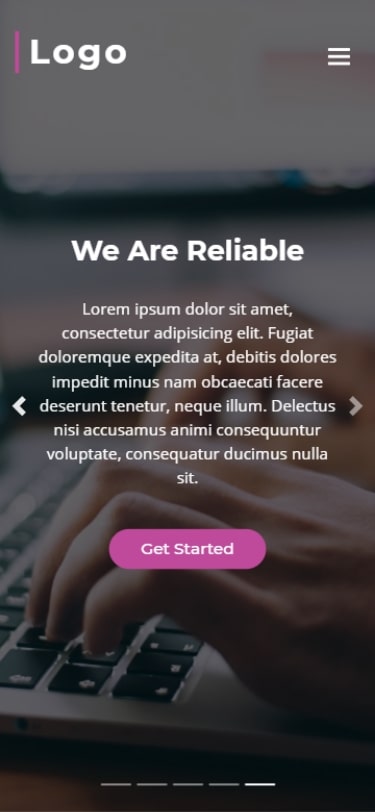 Logo
We Are Reliable
Lorem ipsum dolor sit amet,
consectetur adipisicing elit. Fugiat
doloremque expedita at, debitis dolores
impedit minus nam obcaecati facere
deserunt tenetur, neque illum. Delectus
nisi accusamus animi consequuntur
voluptate, consequatur ducimus nulla
sit.
Get Started